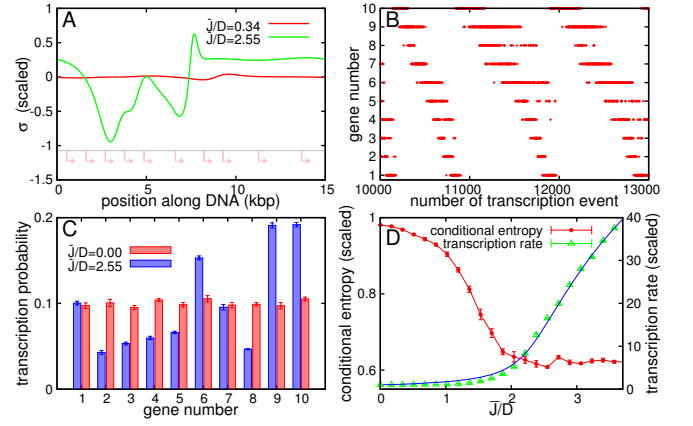 A
J̄/D=0.34
J̄/D=2.55
σ (scaled)
1
0.5
0
-0.5
-1
-1.5
0 5 10 15
position along DNA (kbp)
B
gene number
10
9
8
7
6
5
4
3
2
1
10000 11000 12000 13000
number of transcription event
C
J̄/D=0.00
J̄/D=2.55
transcription probability
0.2
0.1
0
1 2 3 4 5 6 7 8 9 10
gene number
D
conditional entropy
transcription rate
conditional entropy (scaled)
1
0.8
0.6
0 1 2 3
J̄/D
40
30
20
10
0
transcription rate (scaled)